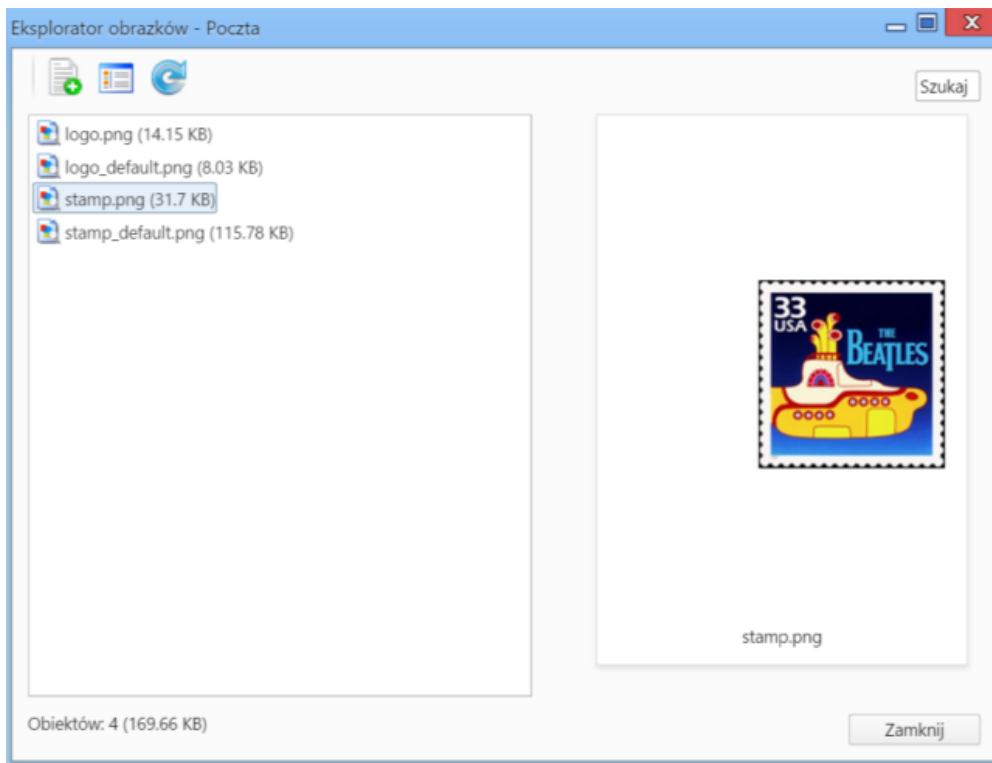 Eksplorator obrazków - Poczta
Szukaj
logo.png (14.15 KB)
logo_default.png (8.03 KB)
stamp.png (31.7 KB)
stamp_default.png (115.78 KB)
33
USA
THE
BEATLES
stamp.png
Obiektów: 4 (169.66 KB)
Zamknij